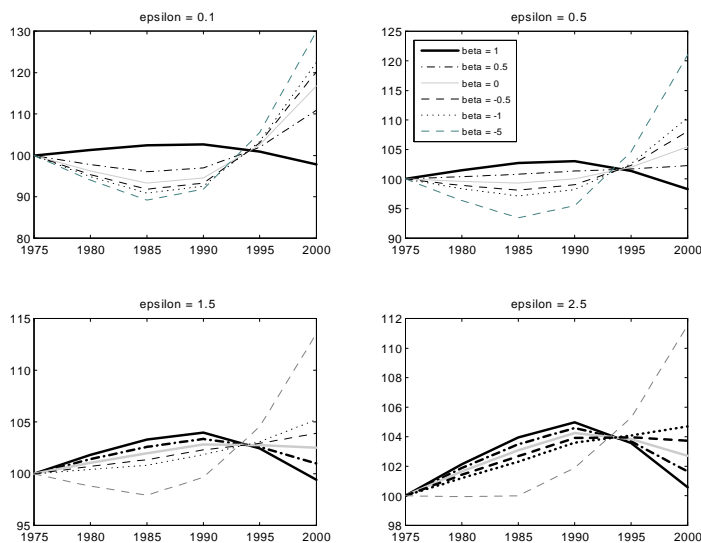 epsilon = 0.1
130
120
110
100
90
80
1975 1980 1985 1990 1995 2000
epsilon = 0.5
125
120
115
110
105
100
95
90
beta = 1
beta = 0.5
beta = 0
beta = -0.5
beta = -1
beta = -5
1975 1980 1985 1990 1995 2000
epsilon = 1.5
115
110
105
100
95
1975 1980 1985 1990 1995 2000
epsilon = 2.5
112
110
108
106
104
102
100
98
1975 1980 1985 1990 1995 2000